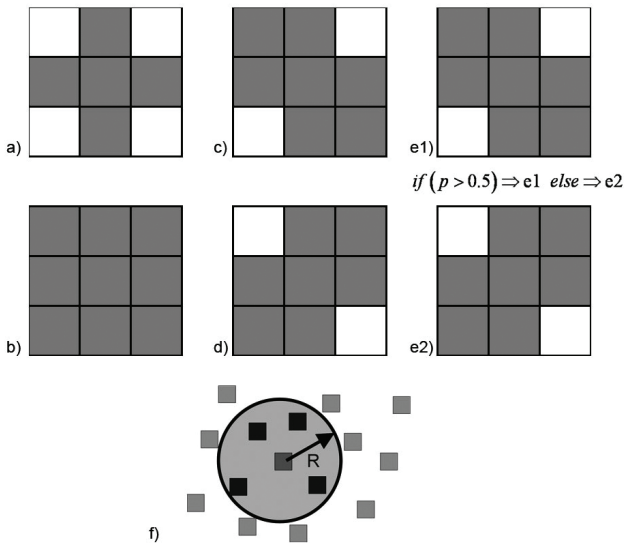 a)
c)
e1)
if (p > 0.5) ⇒ e1 else ⇒ e2
b)
d)
e2)
R
f)